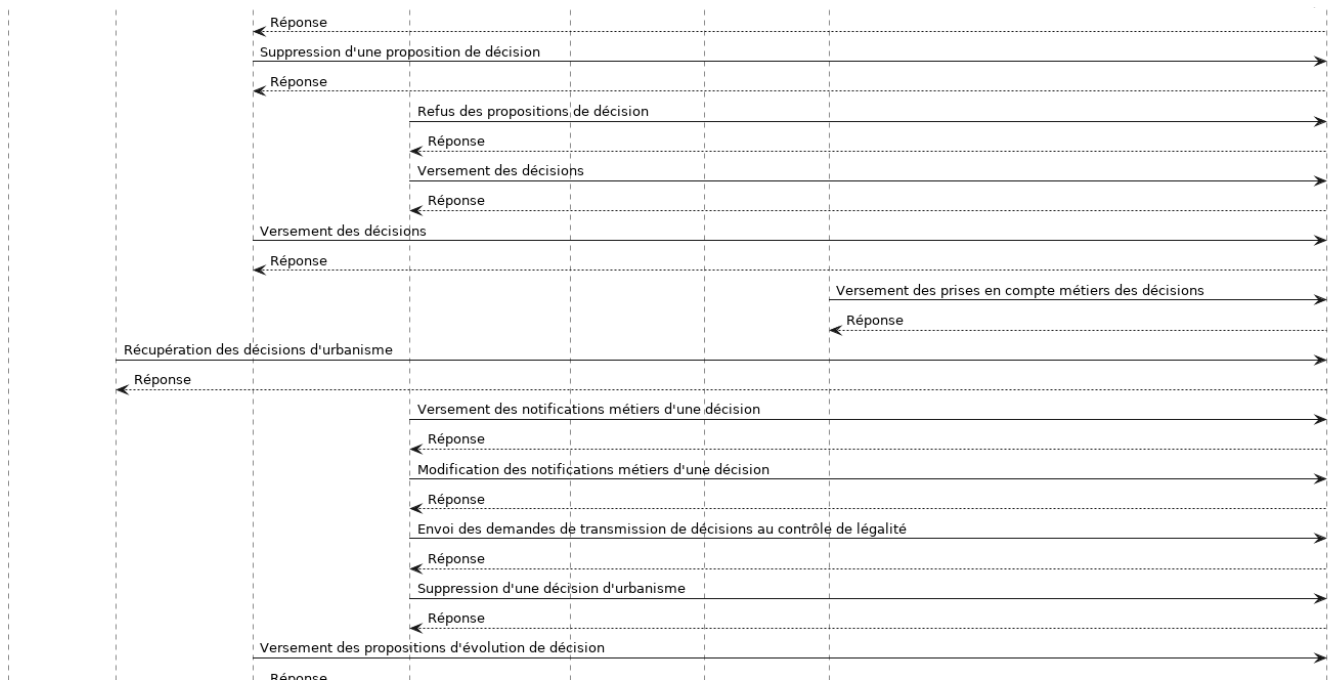 Réponse
Suppression d'une proposition de décision
Réponse
Refus des propositions de décision
Réponse
Versement des décisions
Réponse
Versement des décisions
Réponse
Versement des prises en compte métiers des décisions
Réponse
Récupération des décisions d'urbanisme
Réponse
Versement des notifications métiers d'une décision
Réponse
Modification des notifications métiers d'une décision
Réponse
Envoi des demandes de transmission de décisions au contrôle de légalité
Réponse
Suppression d'une décision d'urbanisme
Réponse
Versement des propositions d'évolution de décision
Réponse